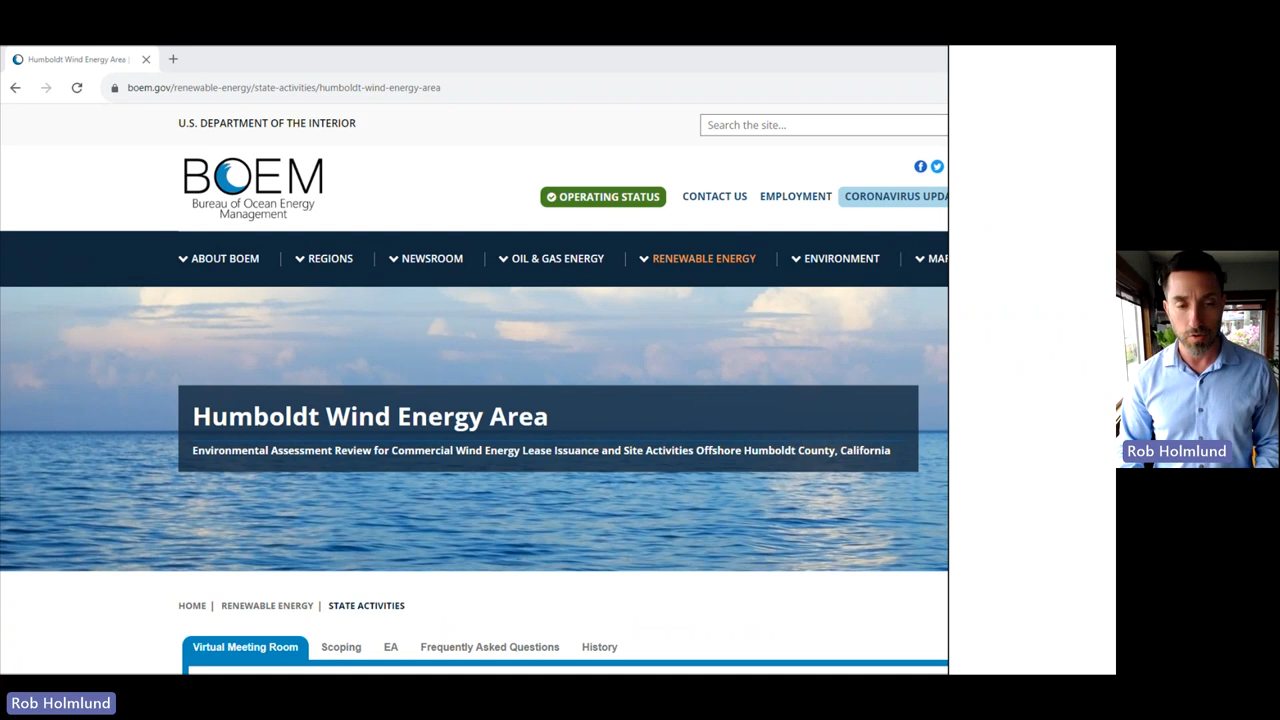 Humboldt Wind Energy Area |
boem.gov/renewable-energy/state-activities/humboldt-wind-energy-area
U.S. DEPARTMENT OF THE INTERIOR
Search the site...
BOEM
Bureau of Ocean Energy
Management
OPERATING STATUS
CONTACT US
EMPLOYMENT
CORONAVIRUS UPDA
ABOUT BOEM
REGIONS
NEWSROOM
OIL & GAS ENERGY
RENEWABLE ENERGY
ENVIRONMENT
MAR
Humboldt Wind Energy Area
Environmental Assessment Review for Commercial Wind Energy Lease Issuance and Site Activities Offshore Humboldt County, California
HOME | RENEWABLE ENERGY | STATE ACTIVITIES
Virtual Meeting Room
Scoping
EA
Frequently Asked Questions
History
Rob Holmlund
Rob Holmlund